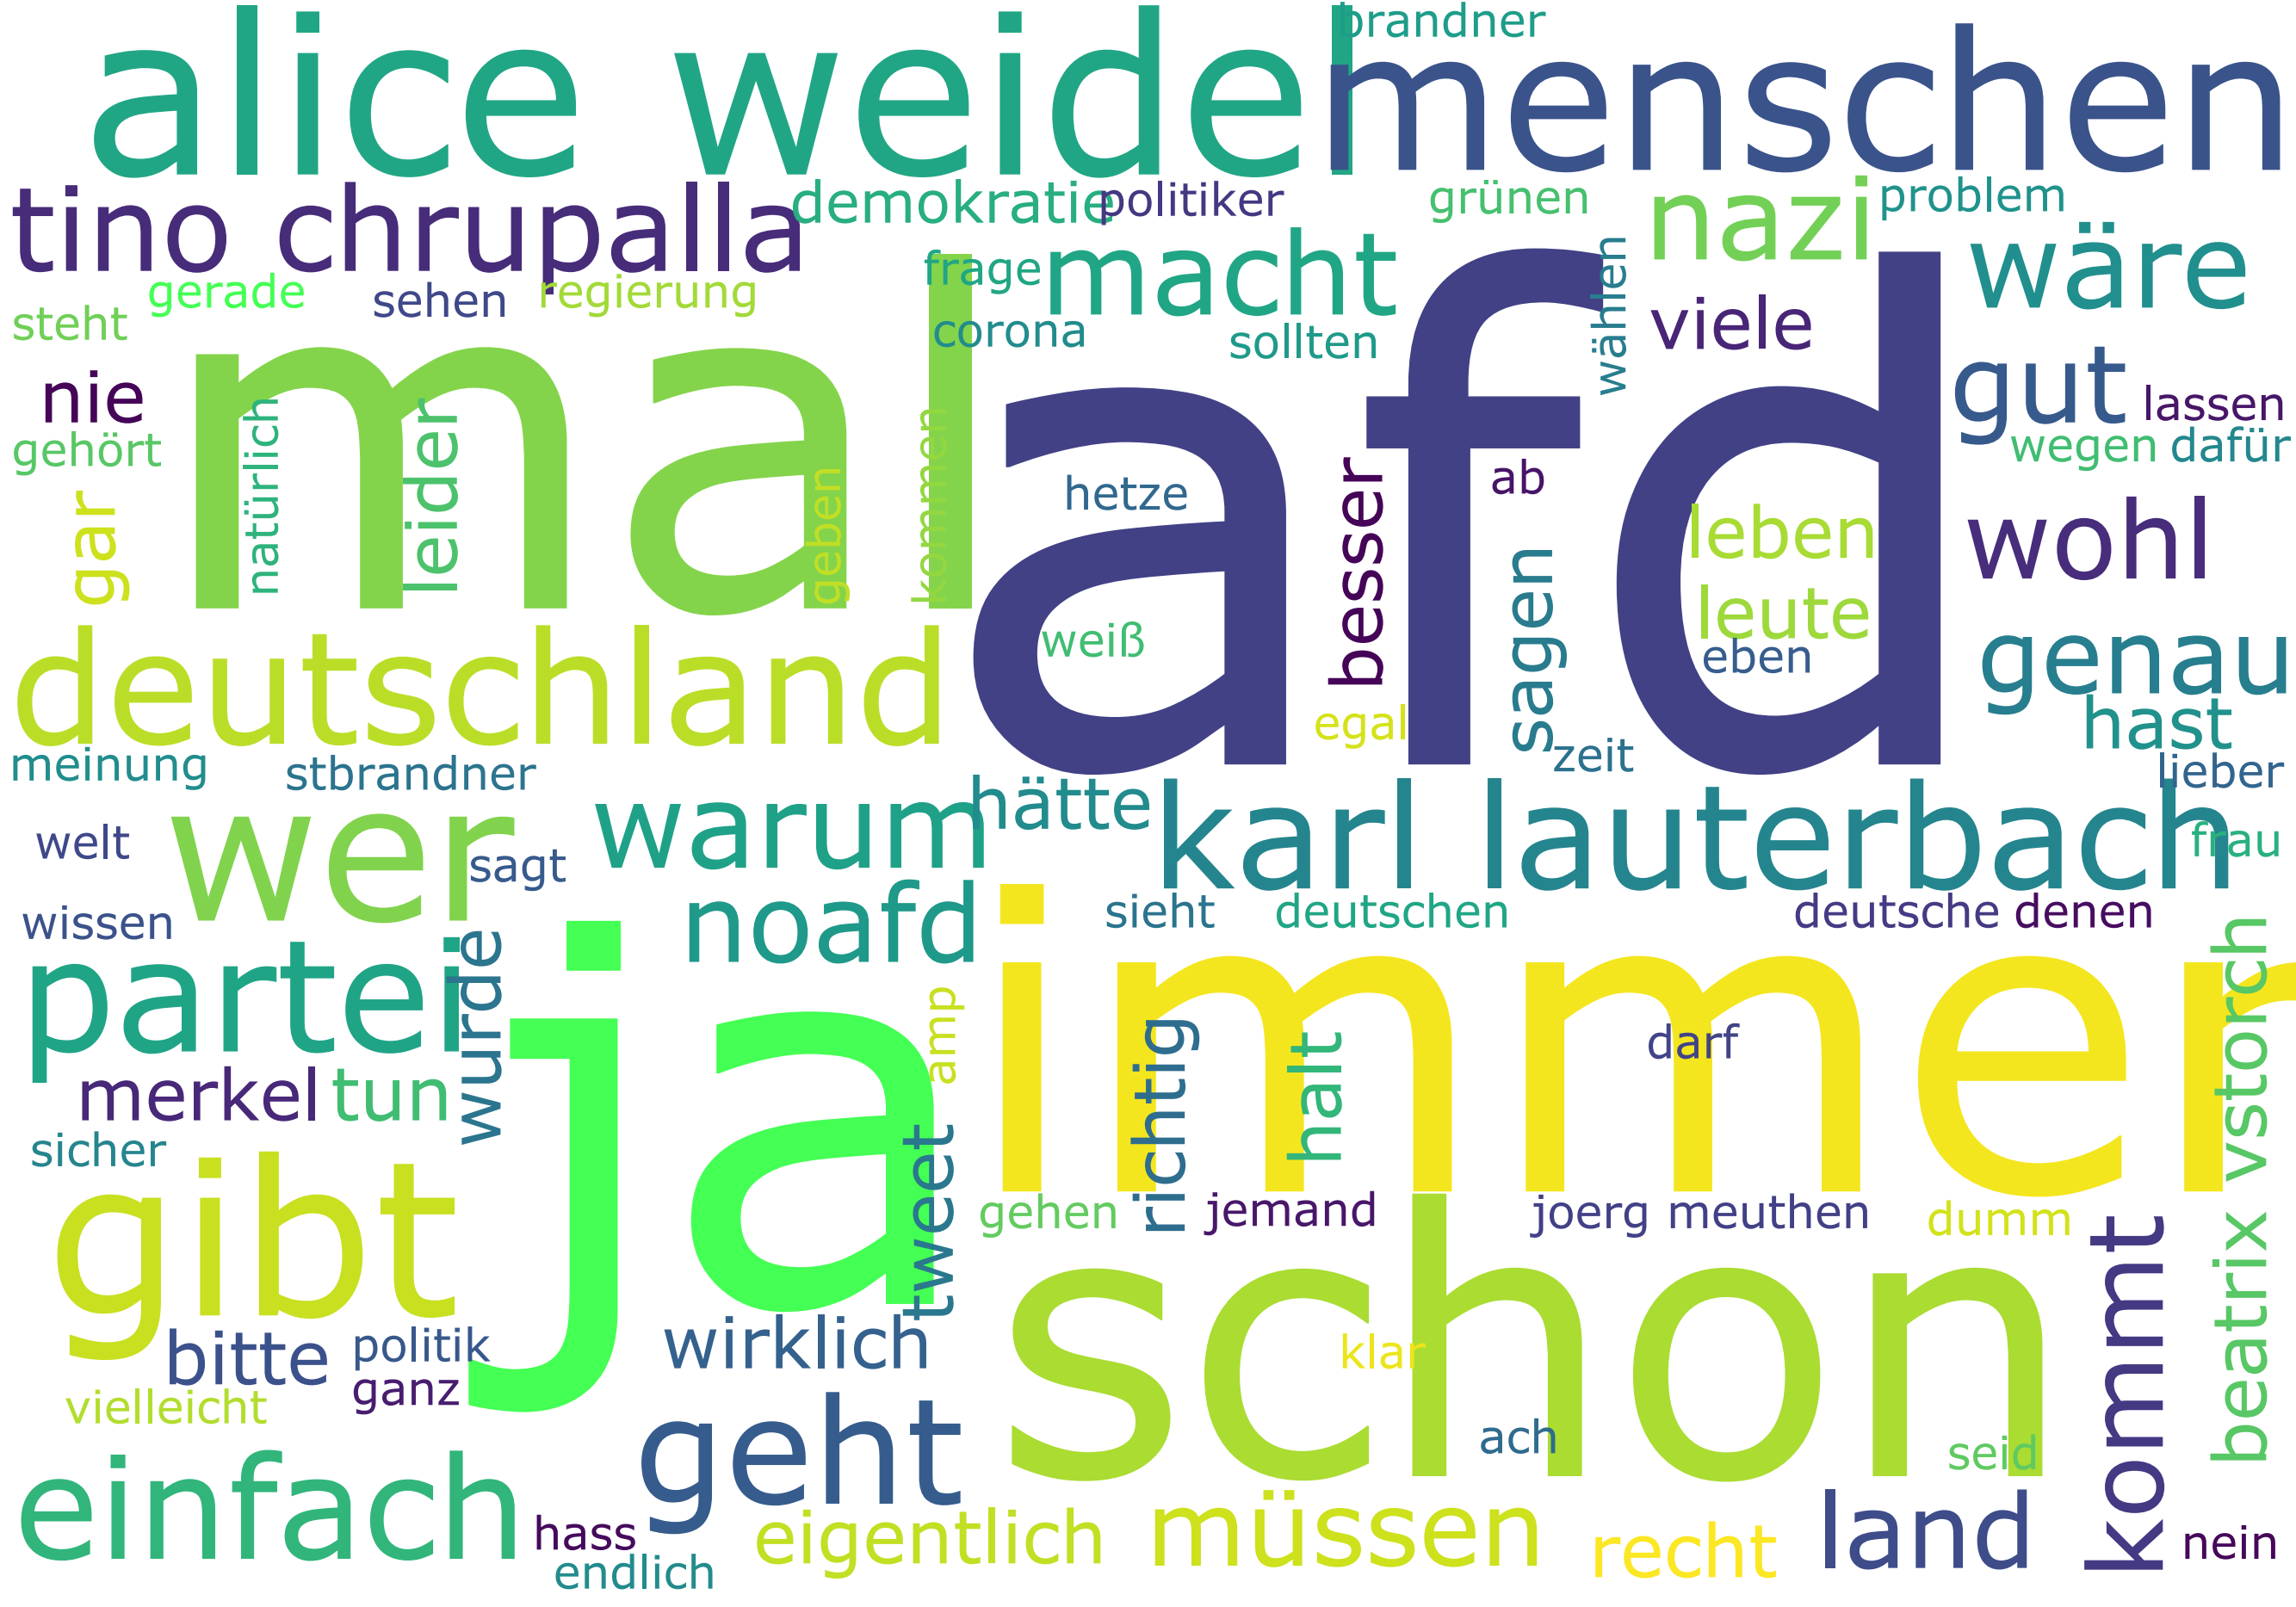 brandner
alice weidel
menschen
tino chrupalla
demokratie
politiker
grünen
nazi
problem
wäre
gerade
sehen
regierung
frage
macht
wählen
viele
steht
corona
sollten
mal
afd
nie
gut
lassen
gehört
natürlich
leider
kommen
wegen
dafür
gar
geben
hetze
besser
ab
leben
wohl
sagen
leute
weiß
eben
deutschland
genau
egal
hast
meinung
stbrandner
zeit
lieber
wer
warum
hätte
karl lauterbach
welt
sagt
frau
wissen
noafd
sieht
deutschen
deutsche
denen
partei
wurde
ja
immer
amp
richtig
halt
darf
beatrix vstorch
merkel
tun
sicher
gibt
tweet
gehen
jemand
joerg meuthen
dumm
schon
kommt
bitte
politik
wirklich
klar
vielleicht
ganz
geht
ach
seid
einfach
hass
eigentlich
müssen
recht
land
nein
endlich